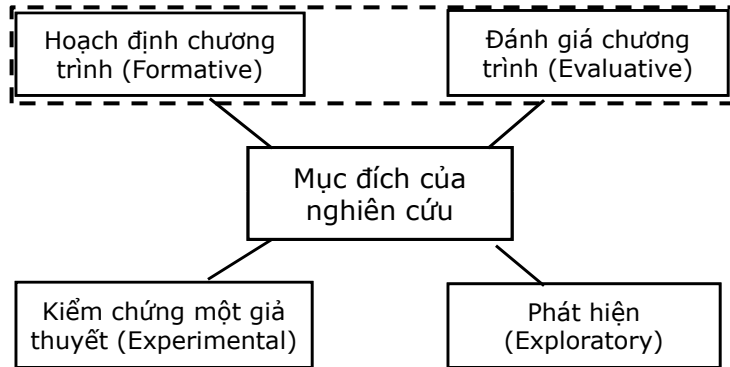 Hoạch định chương
trình (Formative)
Đánh giá chương
trình (Evaluative)
Mục đích của
nghiên cứu
Kiểm chứng một giả
thuyết (Experimental)
Phát hiện
(Exploratory)